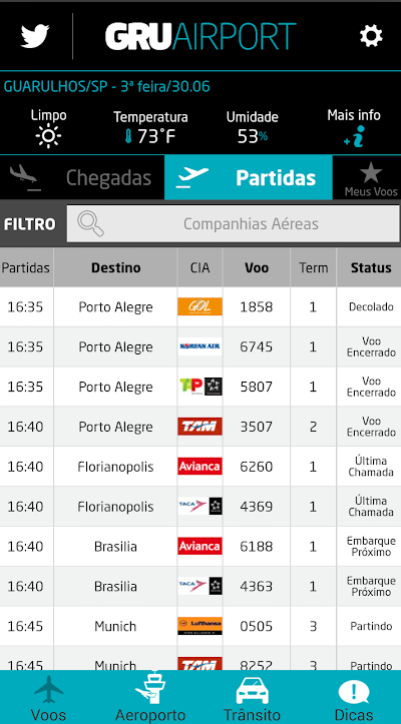 GRUAIRPORT
GUARULHOS/SP - 3ª feira/30.06
Limpo Temperatura Umidade Mais info
73°F 53% +i
Chegadas Partidas Meus Voos
FILTRO Companhias Aéreas
Partidas Destino CIA Voo Term Status
16:35 Porto Alegre GOL 1858 1 Decolado
16:35 Porto Alegre KOREAN AIR 6745 1 Voo
Encerrado
16:35 Porto Alegre TAP 5807 1 Voo
Encerrado
16:40 Porto Alegre TAM 3507 2 Voo
Encerrado
16:40 Florianopolis Avianca 6260 1 Última
Chamada
16:40 Florianopolis TACA 4369 1 Última
Chamada
16:40 Brasilia Avianca 6188 1 Embarque
Próximo
16:40 Brasilia TACA 4363 1 Embarque
Próximo
16:45 Munich Lufthansa 0505 3 Partindo
16:45 Munich TAM 8252 3 Partindo
Voos Aeroporto Trânsito Dicas